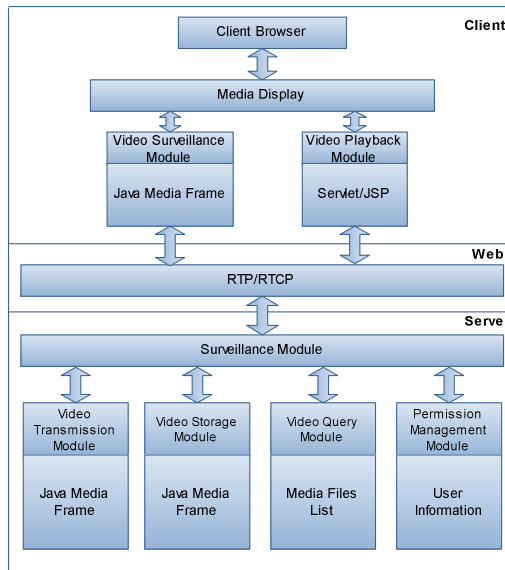 Client
Client Browser
Media Display
Video Surveillance
Module
Java Media Frame
Video Playback
Module
Servlet/JSP
Web
RTP/RTCP
Serve
Surveillance Module
Video
Transmission
Module
Java Media
Frame
Video Storage
Module
Java Media
Frame
Video Query
Module
Media Files
List
Permission
Management
Module
User
Information